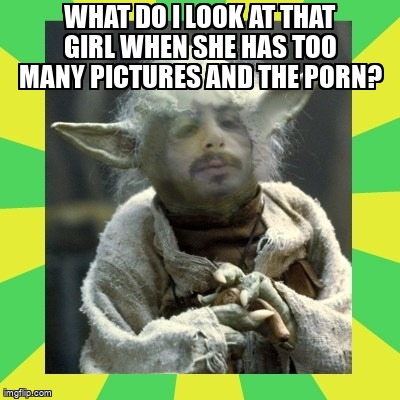 WHAT DO I LOOK AT THAT
GIRL WHEN SHE HAS TOO
MANY PICTURES AND THE PORN?
imgflip.com